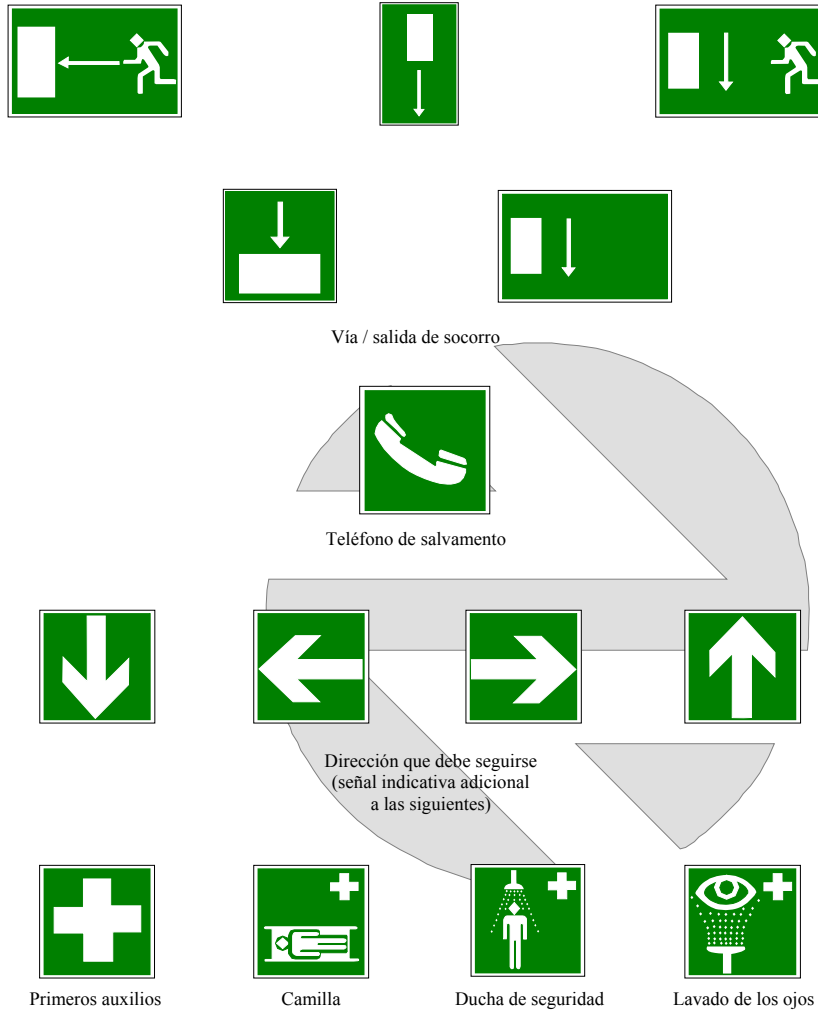 Vía / salida de socorro
Teléfono de salvamento
Dirección que debe seguirse
(señal indicativa adicional
a las siguientes)
Primeros auxilios
Camilla
Ducha de seguridad
Lavado de los ojos